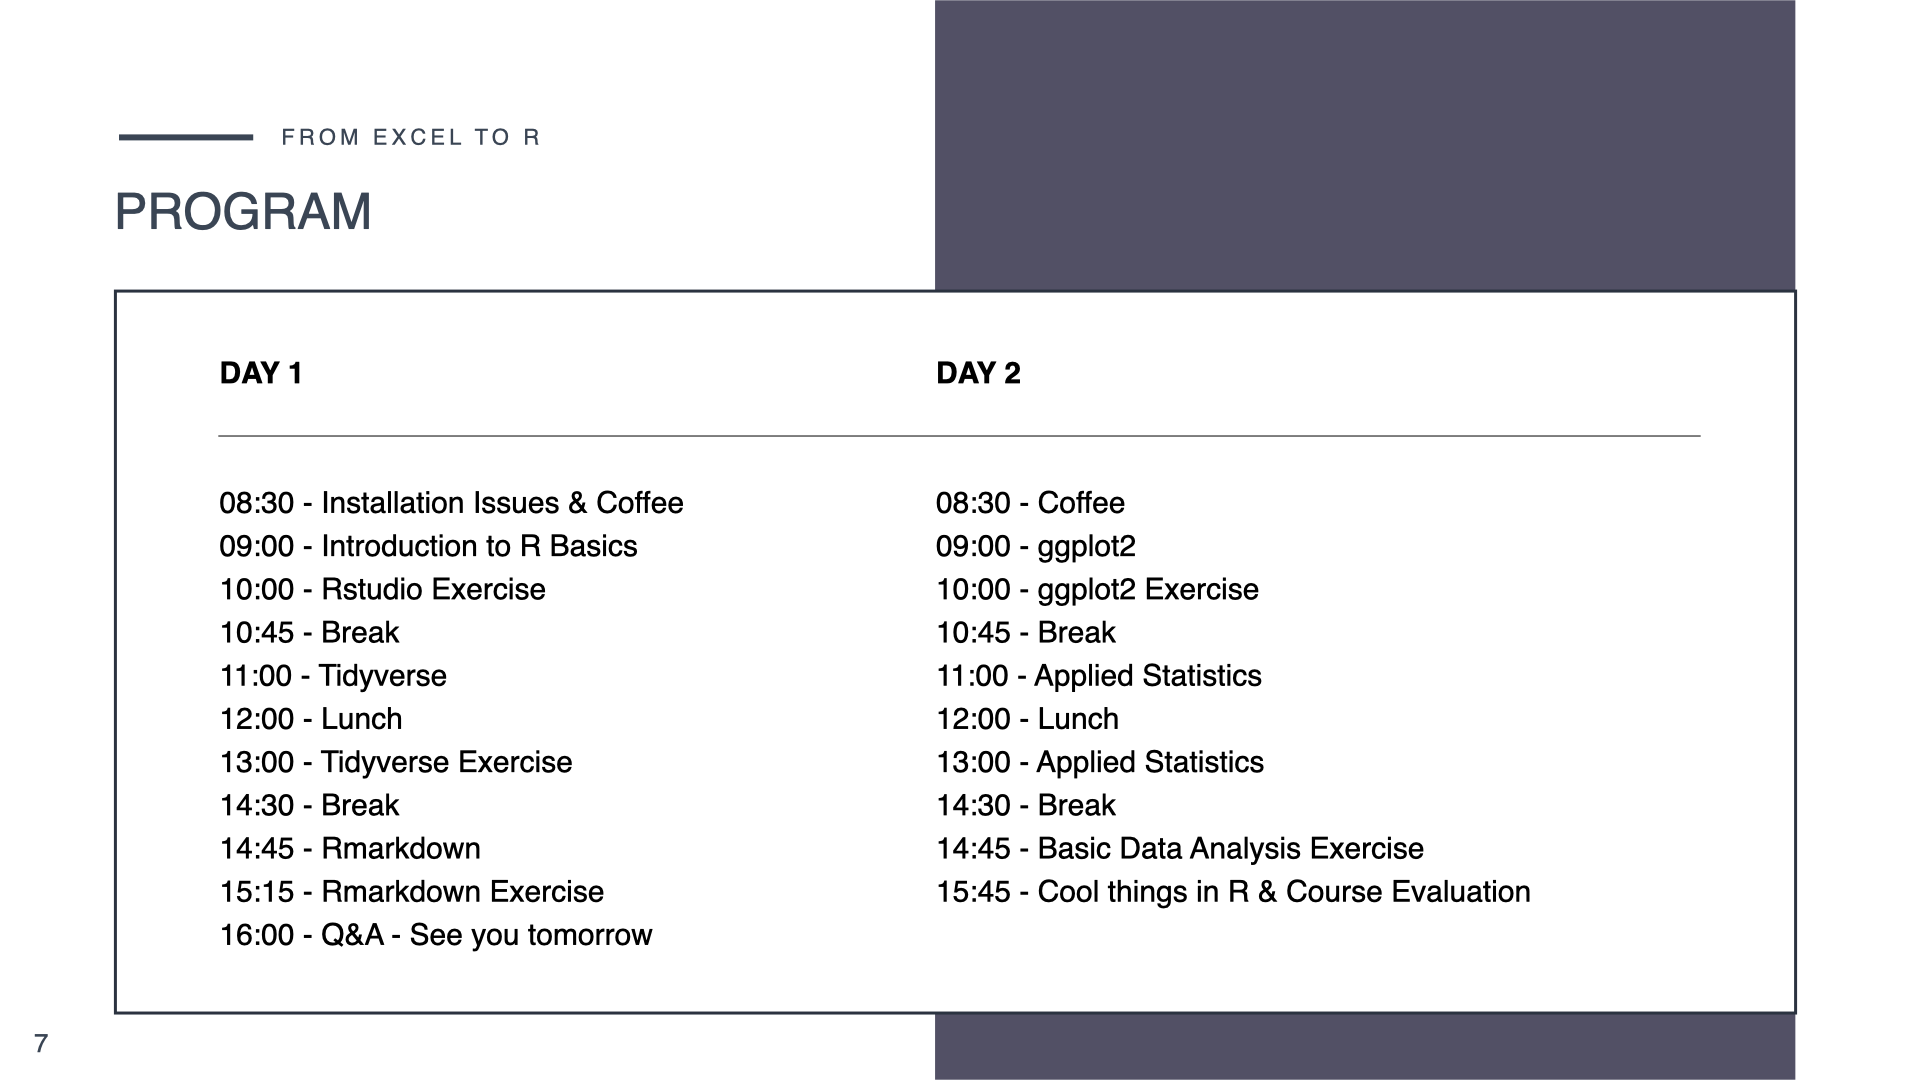 FROM EXCEL TO R
PROGRAM
DAY 1
08:30 - Installation Issues & Coffee
09:00 - Introduction to R Basics
10:00 - Rstudio Exercise
10:45 - Break
11:00 - Tidyverse
12:00 - Lunch
13:00 - Tidyverse Exercise
14:30 - Break
14:45 - Rmarkdown
15:15 - Rmarkdown Exercise
16:00 - Q&A - See you tomorrow
DAY 2
08:30 - Coffee
09:00 - ggplot2
10:00 - ggplot2 Exercise
10:45 - Break
11:00 - Applied Statistics
12:00 - Lunch
13:00 - Applied Statistics
14:30 - Break
14:45 - Basic Data Analysis Exercise
15:45 - Cool things in R & Course Evaluation
7